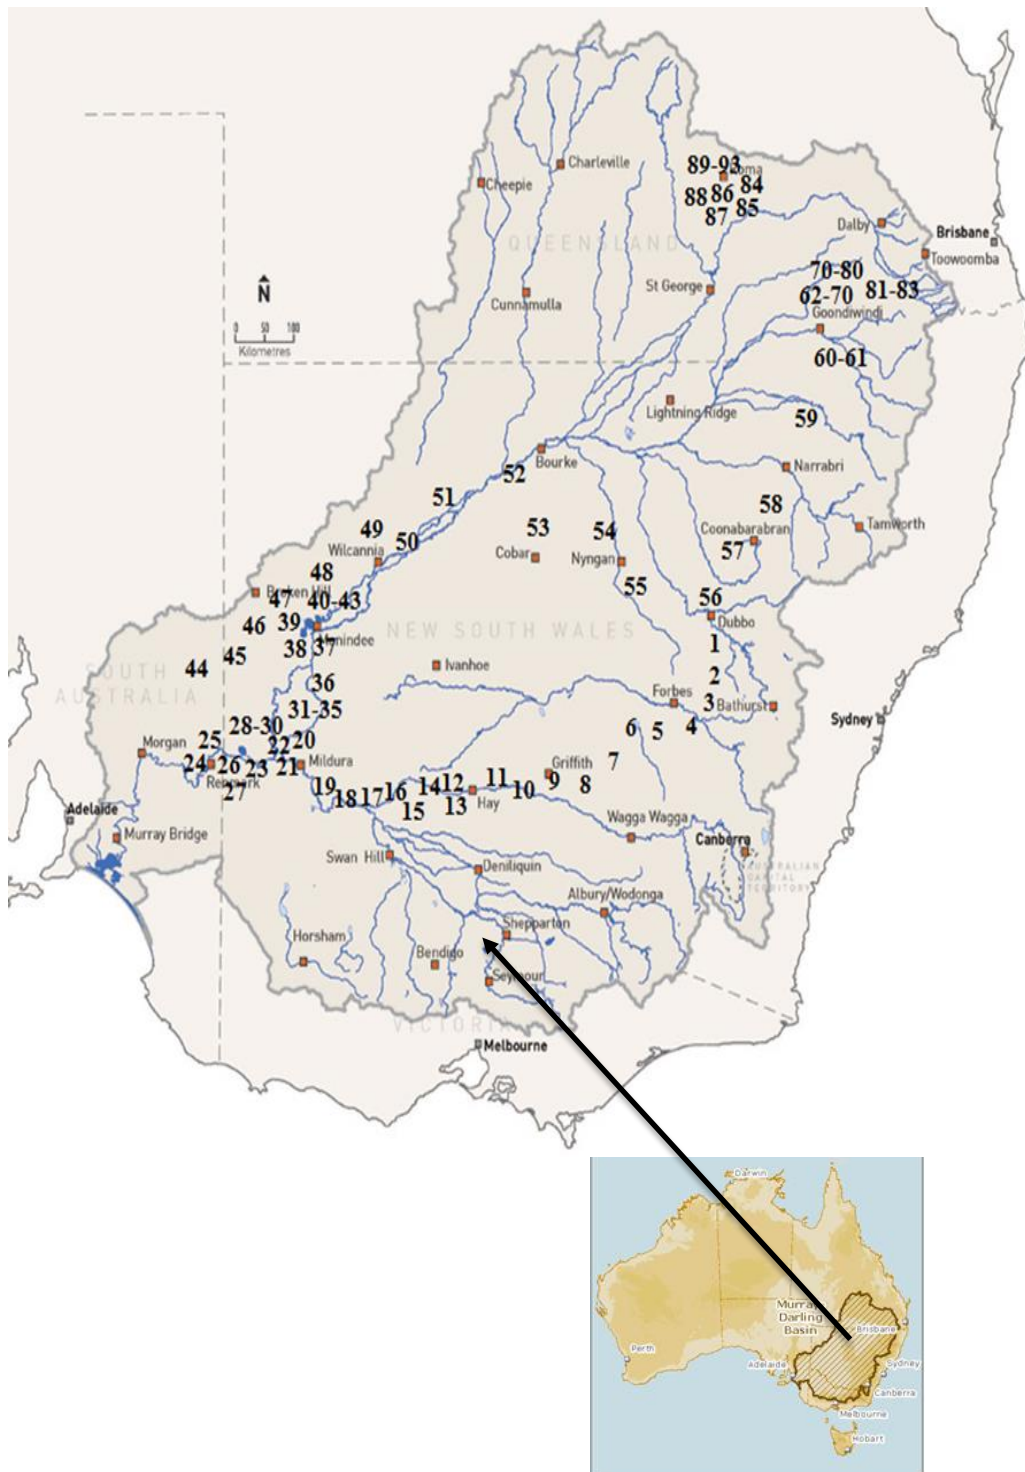 89-93
Roma
Charleville
84
Cheepie
88
86
85
87
Dalby
Brisbane
QUEENSLAND
Toowoomba
70-80
N
St George
62-70
81-83
Cunnamulla
Goondiwindi
0 50 100
Kilometres
60-61
Lightning Ridge
59
Bourke
Narrabri
52
51
58
49
53
54
Coonabarabran
Tamworth
50
Wilcannia
Cobar
Nyngan
57
48
55
Broken Hill
47
40-43
56
39
Dubbo
46
NEW SOUTH WALES
Menindee
1
38
37
45
44
Ivanhoe
SOUTH
AUSTRALIA
2
36
Forbes
3
Bathurst
31-35
28-30
6
5
4
Sydney
25
22
20
Morgan
24
26
23
21
Mildura
Griffith
7
Renmark
27
19
18
17
16
14
12
11
10
9
8
15
13
Hay
Adelaide
Murray Bridge
Wagga Wagga
Canberra
Swan Hill
Deniliquin
AUSTRALIAN
CAPITAL
TERRITORY
Albury/Wodonga
Shepparton
Horsham
Bendigo
Seymour
VICTORIA
Melbourne
Darwin
Murray
Darling
Basin
Brisbane
Perth
Adelaide
Sydney
Canberra
Melbourne
Hobart